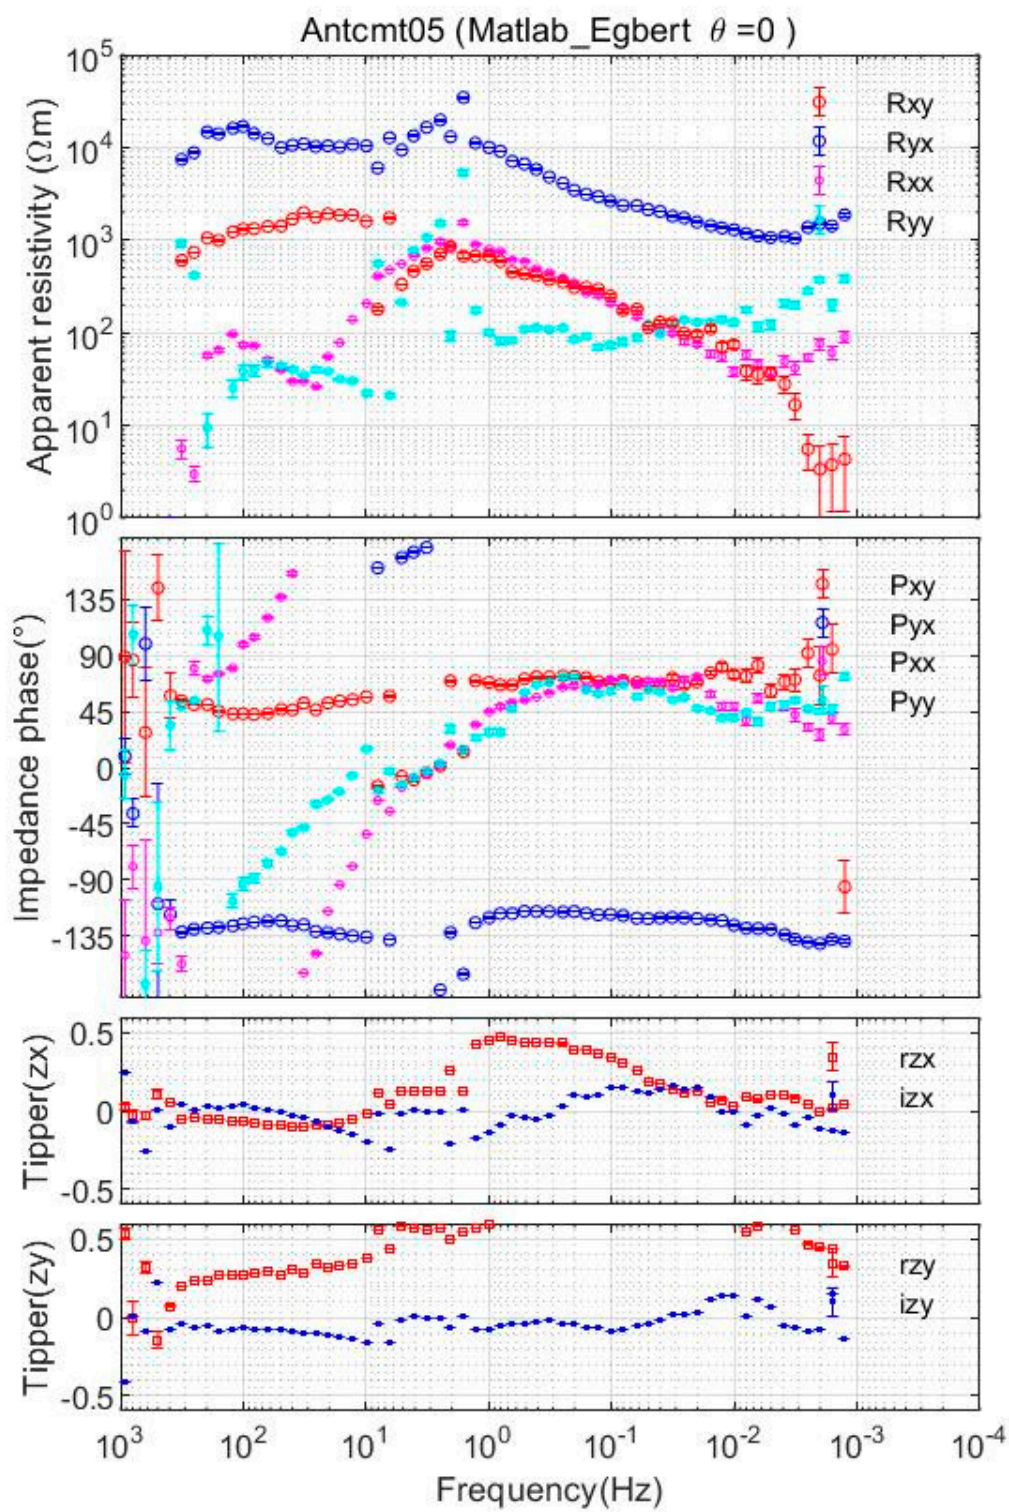 Antcmt05 (Matlab_Egbert θ =0 )
Apparent resistivity (Ωm)
10^5
10^4
10^3
10^2
10^1
10^0
Rxy
Ryx
Rxx
Ryy
Impedance phase(°)
135
90
45
0
-45
-90
-135
Pxy
Pyx
Pxx
Pyy
Tipper(zx)
0.5
0
-0.5
rzx
izx
Tipper(zy)
0.5
0
-0.5
rzy
izy
10^3 10^2 10^1 10^0 10^-1 10^-2 10^-3 10^-4
Frequency(Hz)